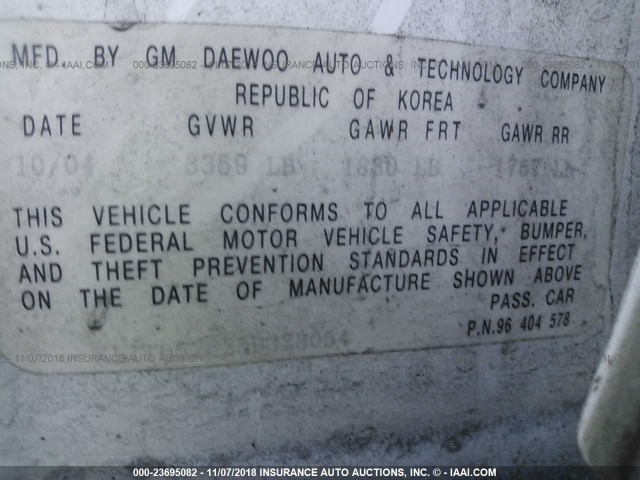 MFD. BY GM DAEWOO AUTO & TECHNOLOGY COMPANY
REPUBLIC OF KOREA
DATE GVWR GAWR FRT GAWR RR
10/04 3359 LB 1830 LB 1767 LB
THIS VEHICLE CONFORMS TO ALL APPLICABLE
U.S. FEDERAL MOTOR VEHICLE SAFETY, BUMPER,
AND THEFT PREVENTION STANDARDS IN EFFECT
ON THE DATE OF MANUFACTURE SHOWN ABOVE
PASS. CAR
P.N.96 404 578
000-23695082 - 11/07/2018 INSURANCE AUTO AUCTIONS, INC. - © IAAI.COM